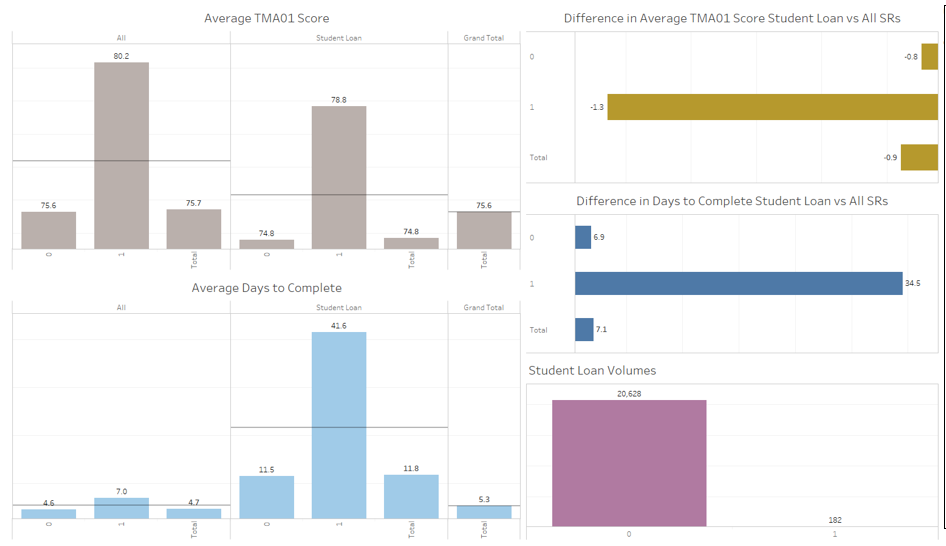 Average TMA01 Score
All
Student Loan
Grand Total
75.6
80.2
75.7
74.8
78.8
74.8
75.6
0
1
Total
0
1
Total
Total
Average Days to Complete
All
Student Loan
Grand Total
4.6
7.0
4.7
11.5
41.6
11.8
5.3
0
1
Total
0
1
Total
Total
Difference in Average TMA01 Score Student Loan vs All SRs
0
-0.8
1
-1.3
Total
-0.9
Difference in Days to Complete Student Loan vs All SRs
0
6.9
1
34.5
Total
7.1
Student Loan Volumes
20,628
182
0
1